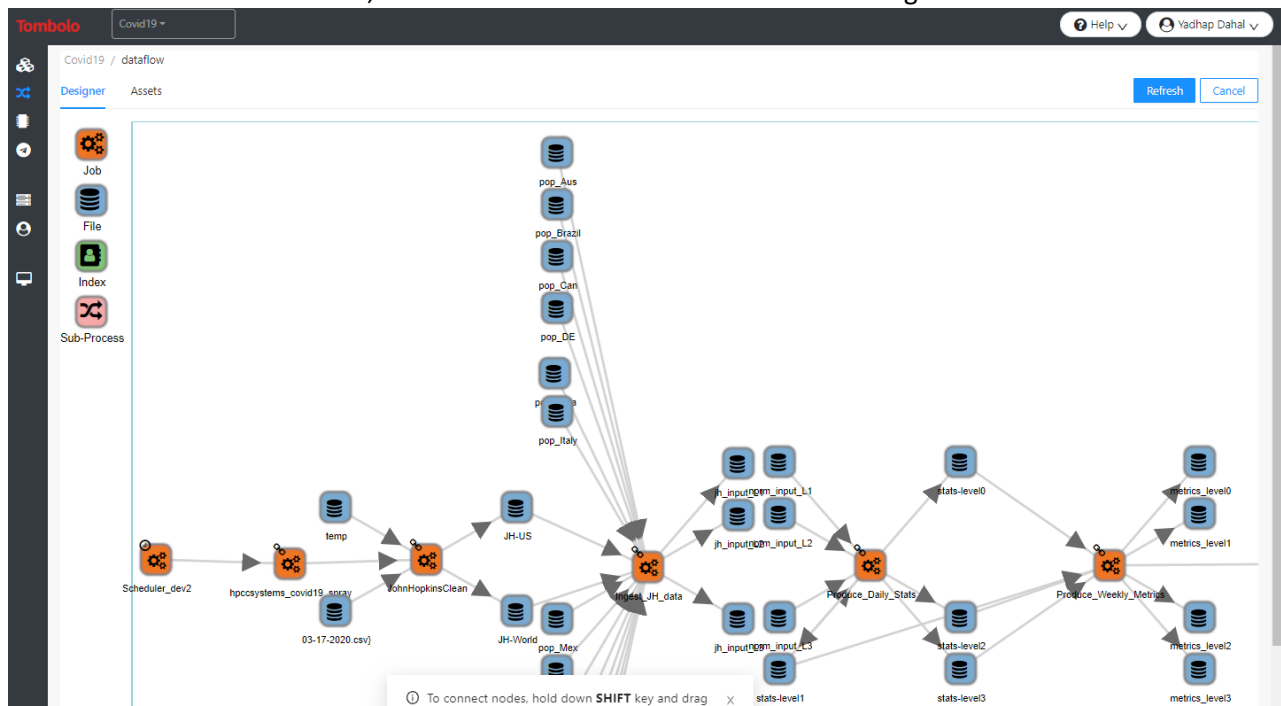 Tombolo
Covid19
Help
Yadhap Dahal
Covid19 / dataflow
Designer
Assets
Refresh
Cancel
Job
File
Index
Sub-Process
pop_Aus
pop_Brazil
pop_Can
pop_DE
pop_Italy
temp
JH-US
jh_input_L1
npm_input_L1
stats-level0
metrics_level0
jh_input_L2
npm_input_L2
metrics_level1
Scheduler_dev2
hpccsystems_covid19_spray
JohnHopkinsClean
Ingest_JH_data
Produce_Daily_Stats
Produce_Weekly_Metrics
03-17-2020.csv}
JH-World
pop_Mex
npm_input_L3
stats-level2
metrics_level2
To connect nodes, hold down SHIFT key and drag
stats-level1
stats-level3
metrics_level3